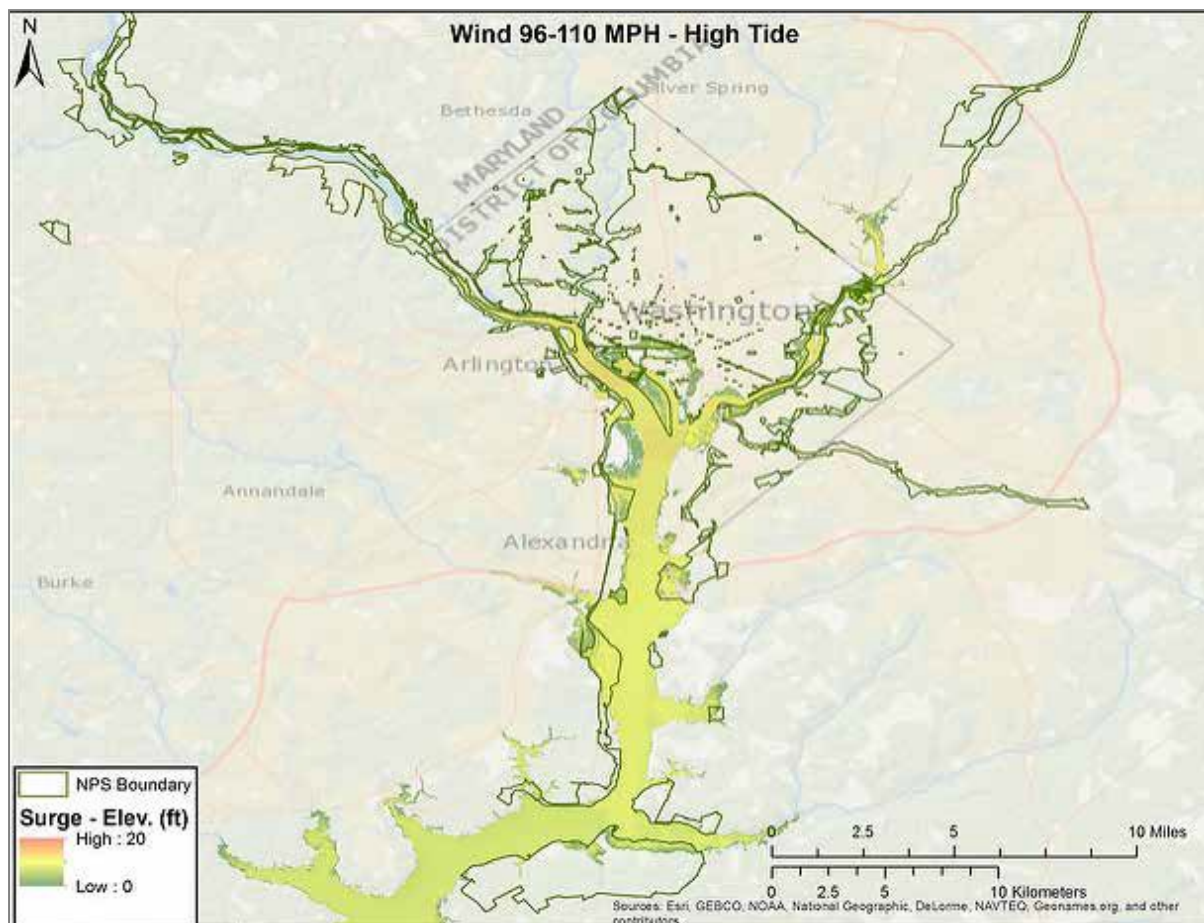 Wind 96-110 MPH - High Tide
N
Silver Spring
Bethesda
MARYLAND
DISTRICT OF COLUMBIA
Washington
Arlington
Annandale
Alexandria
Burke
NPS Boundary
Surge - Elev. (ft)
High : 20
Low : 0
0 2.5 5 10 Miles
0 2.5 5 10 Kilometers
Sources: Esri, GEBCO, NOAA, National Geographic, DeLorme, NAVTEQ, Geonames.org, and other
contributors